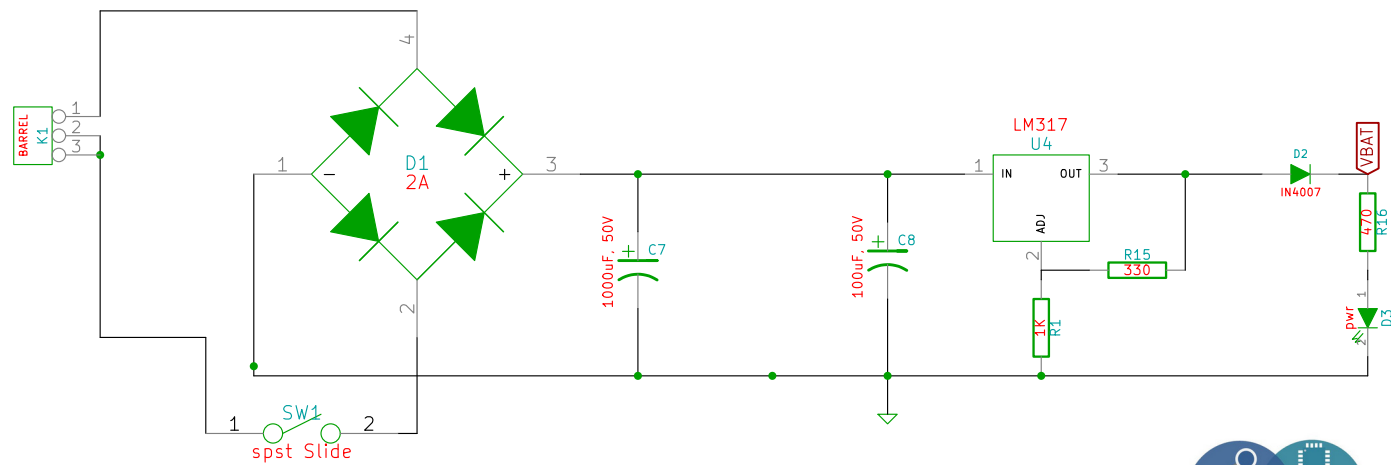 BARREL
K1
1
2
3
4
1
D1
2A
-
+
3
2
SW1
1
2
spst Slide
+
C7
1000uF, 50V
+
C8
100uF, 50V
LM317
U4
1
IN
OUT
3
ADJ
2
R15
330
1K
R1
D2
IN4007
VBAT
470
R16
1
pwr
D3
2